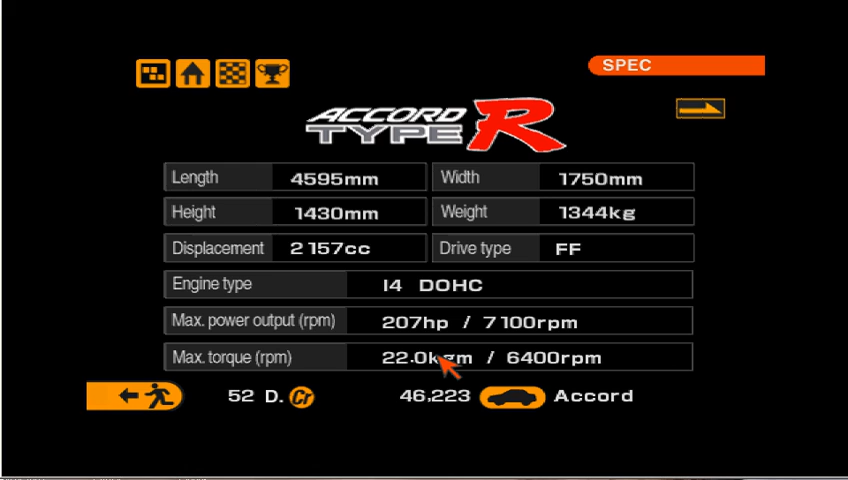 SPEC
ACCORD
TYPE R
Length 4595mm Width 1750mm
Height 1430mm Weight 1344kg
Displacement 2157cc Drive type FF
Engine type I4 DOHC
Max. power output (rpm) 207hp / 7100rpm
Max. torque (rpm) 22.0kgm / 6400rpm
52 D. Cr 46,223 Accord